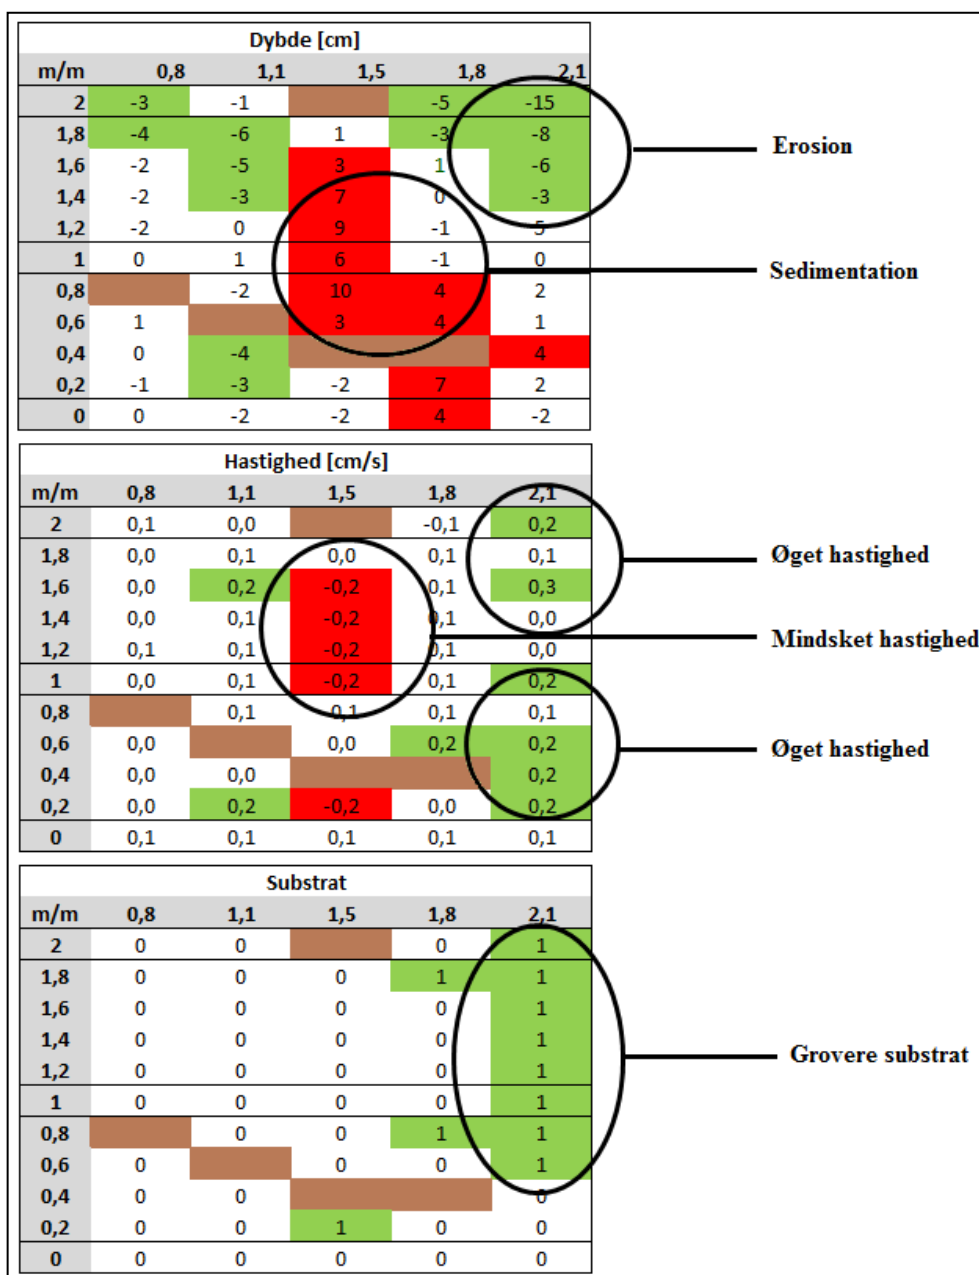 Dybde [cm]
m/m 0,8 1,1 1,5 1,8 2,1
2 -3 -1 -5 -15
1,8 -4 -6 1 -3 -8
Erosion
1,6 -2 -5 3 1 -6
1,4 -2 -3 7 0 -3
1,2 -2 0 9 -1 5
1 0 1 6 -1 0
Sedimentation
0,8 -2 10 4 2
0,6 1 3 4 1
0,4 0 -4 4
0,2 -1 -3 -2 7 2
0 0 -2 -2 4 -2
Hastighed [cm/s]
m/m 0,8 1,1 1,5 1,8 2,1
2 0,1 0,0 -0,1 0,2
1,8 0,0 0,1 0,0 0,1 0,1
Øget hastighed
1,6 0,0 0,2 -0,2 0,1 0,3
1,4 0,0 0,1 -0,2 0,1 0,0
Mindsket hastighed
1,2 0,1 0,1 -0,2 0,1 0,0
1 0,0 0,1 -0,2 0,1 0,2
0,8 0,1 0,1 0,1
0,6 0,0 0,0 0,2 0,2
Øget hastighed
0,4 0,0 0,0 0,2
0,2 0,0 0,2 -0,2 0,0 0,2
0 0,1 0,1 0,1 0,1 0,1
Substrat
m/m 0,8 1,1 1,5 1,8 2,1
2 0 0 0 1
1,8 0 0 0 1 1
1,6 0 0 0 0 1
1,4 0 0 0 0 1
Grovere substrat
1,2 0 0 0 0 1
1 0 0 0 0 1
0,8 0 0 1 1
0,6 0 0 0 1
0,4 0 0 0
0,2 0 0 1 0 0
0 0 0 0 0 0